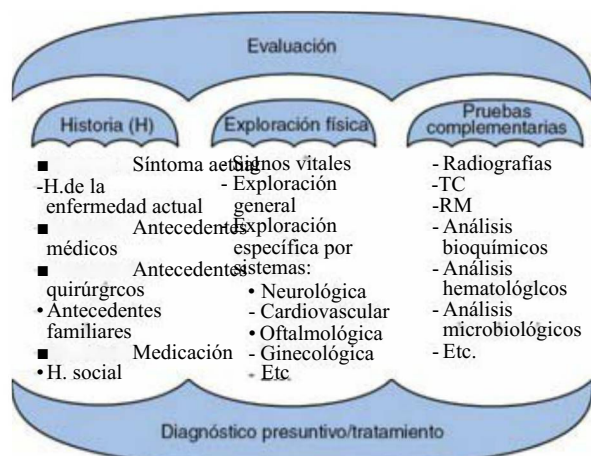 Evaluación
Historia (H)
■ Síntoma actual
-H.de la
enfermedad actual
■ Antecedentes
médicos
■ Antecedentes
quirúrgrcos
• Antecedentes
familiares
■ Medicación
• H. social
Exploración física
- Signos vitales
- Exploración
general
- Exploración
específica por
sistemas:
• Neurológica
- Cardiovascular
• Oftalmológica
- Ginecológica
- Etc
Pruebas
complementarias
- Radiografías
-TC
-RM
- Análisis
bioquímicos
- Análisis
hematológlcos
- Análisis
microbiológicos
- Etc.
Diagnóstico presuntivo/tratamiento